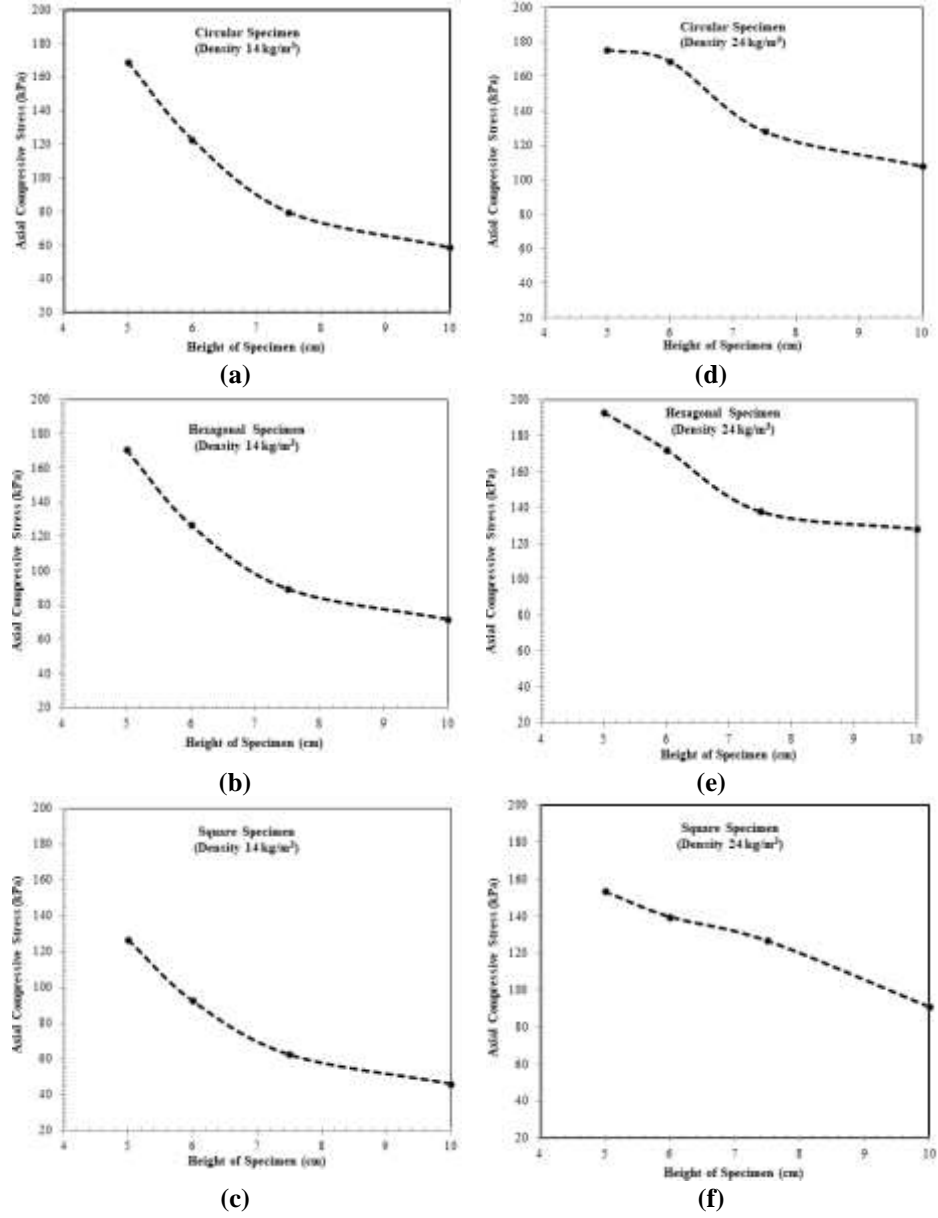 Circular Specimen
(Density 14 kg/m³)
Axial Compressive Stress (kPa)
200
180
160
140
120
100
80
60
40
20
4 5 6 7 8 9 10
Height of Specimen (cm)
(a)
Circular Specimen
(Density 24 kg/m³)
Axial Compressive Stress (kPa)
200
180
160
140
120
100
80
60
40
20
4 5 6 7 8 9 10
Height of Specimen (cm)
(d)
Hexagonal Specimen
(Density 14 kg/m³)
Axial Compressive Stress (kPa)
200
180
160
140
120
100
80
60
40
20
4 5 6 7 8 9 10
Height of Specimen (cm)
(b)
Hexagonal Specimen
(Density 24 kg/m³)
Axial Compressive Stress (kPa)
200
180
160
140
120
100
80
60
40
20
4 5 6 7 8 9 10
Height of Specimen (cm)
(e)
Square Specimen
(Density 14 kg/m³)
Axial Compressive Stress (kPa)
200
180
160
140
120
100
80
60
40
20
4 5 6 7 8 9 10
Height of Specimen (cm)
(c)
Square Specimen
(Density 24 kg/m³)
Axial Compressive Stress (kPa)
200
180
160
140
120
100
80
60
40
20
4 5 6 7 8 9 10
Height of Specimen (cm)
(f)